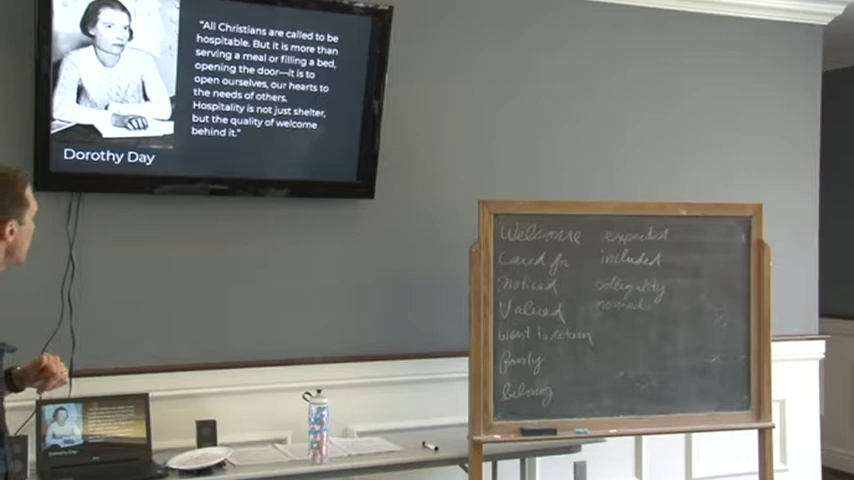 "All Christians are called to be
hospitable. But it is more than
serving a meal or filling a bed,
opening the door—it is to
open ourselves, our hearts to
the needs of others.
Hospitality is not just shelter,
but the quality of welcome
behind it."
Dorothy Day
Welcome expected
Cared for included
Noticed
Valued
want to return
family
belonging
Dorothy Day